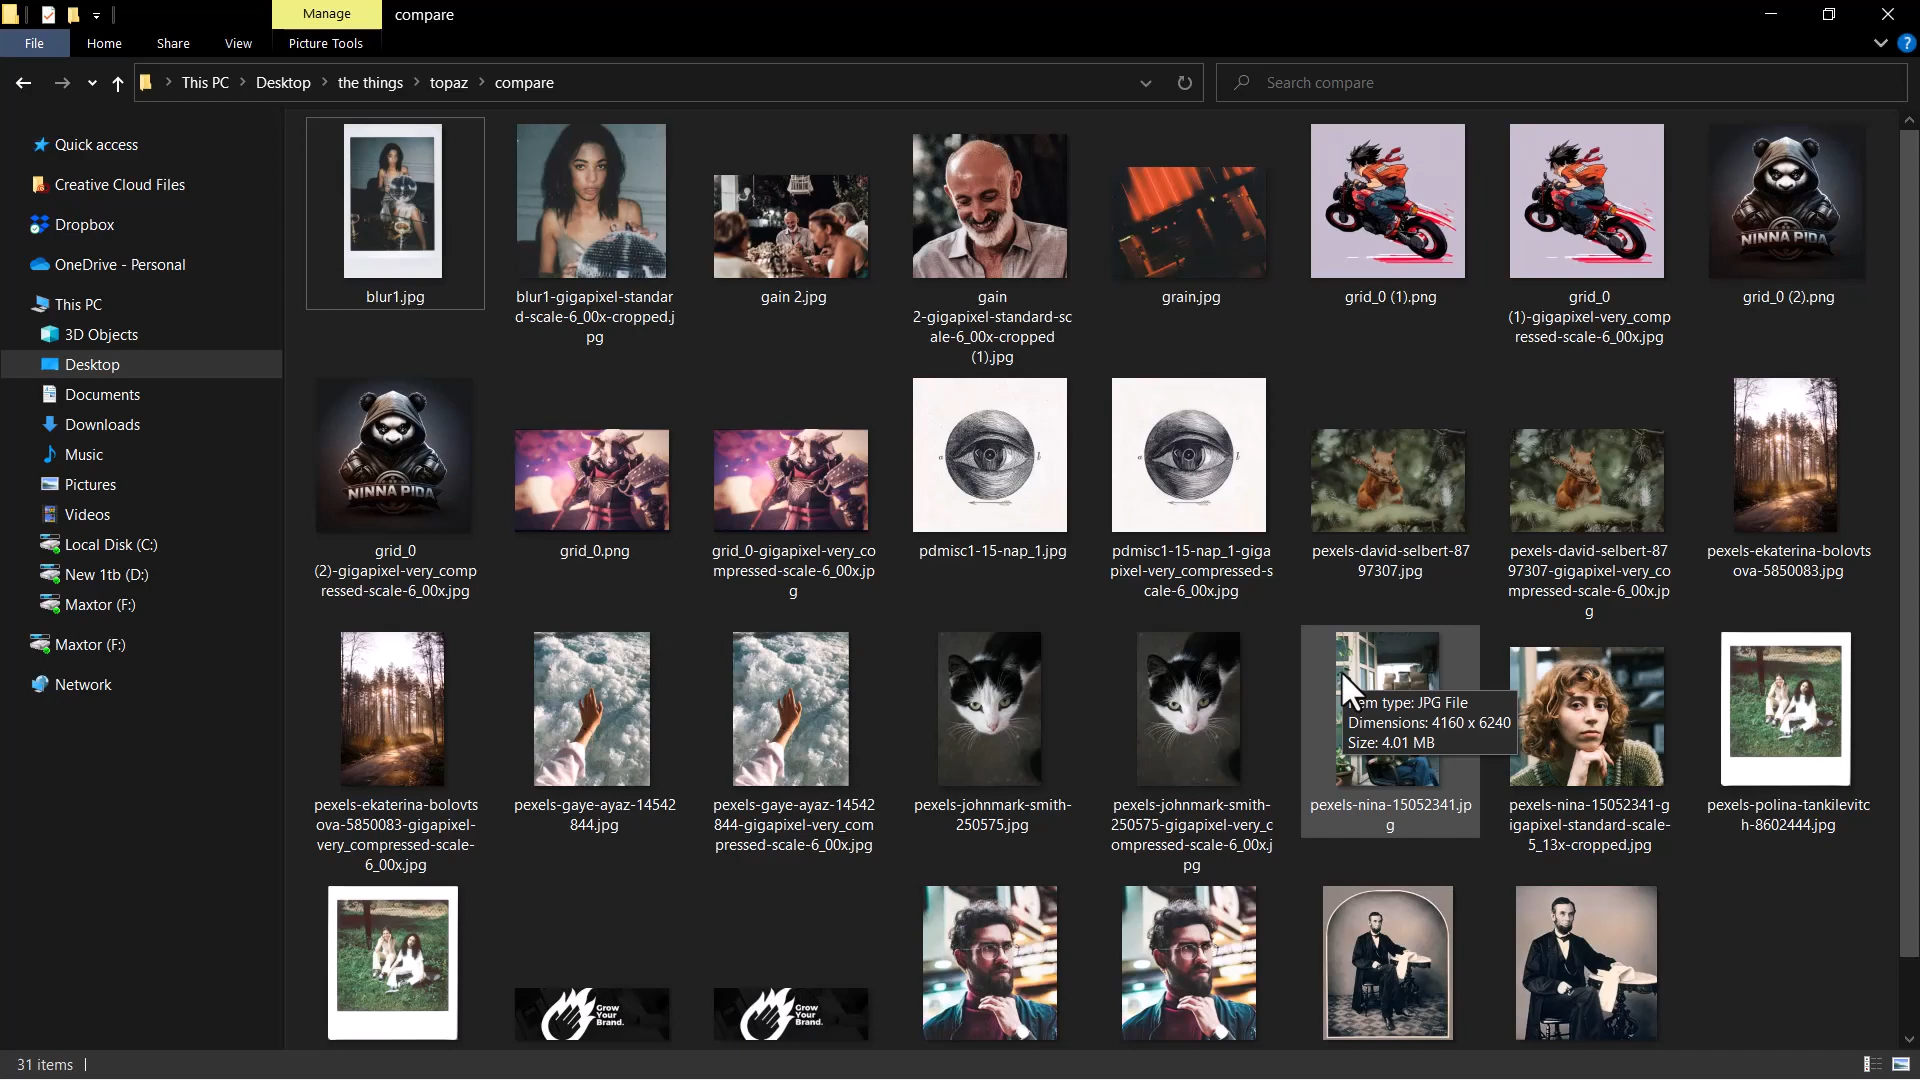 Manage
compare
File
Home
Share
View
Picture Tools
This PC
Desktop
the things
topaz
compare
Search compare
Quick access
Creative Cloud Files
Dropbox
OneDrive - Personal
This PC
3D Objects
Desktop
Documents
Downloads
Music
Pictures
Videos
Local Disk (C:)
New 1tb (D:)
Maxtor (F:)
Maxtor (F:)
Network
NINNA PIDA
blur1.jpg
blur1-gigapixel-standar
d-scale-6_00x-cropped.j
pg
gain 2.jpg
gain
2-gigapixel-standard-sc
ale-6_00x-cropped
(1).jpg
grain.jpg
grid_0 (1).png
grid_0
(1)-gigapixel-very_comp
ressed-scale-6_00x.jpg
grid_0 (2).png
NINNA PIDA
a
b
a
b
grid_0
(2)-gigapixel-very_comp
ressed-scale-6_00x.jpg
grid_0.png
grid_0-gigapixel-very_co
mpressed-scale-6_00x.jp
g
pdmisc1-15-nap_1.jpg
pdmisc1-15-nap_1-giga
pixel-very_compressed-s
cale-6_00x.jpg
pexels-david-selbert-87
97307.jpg
pexels-david-selbert-87
97307-gigapixel-very_co
mpressed-scale-6_00x.jp
g
pexels-ekaterina-bolovts
ova-5850083.jpg
em type: JPG File
Dimensions: 4160 x 6240
Size: 4.01 MB
pexels-ekaterina-bolovts
ova-5850083-gigapixel-
very_compressed-scale-
6_00x.jpg
pexels-gaye-ayaz-14542
844.jpg
pexels-gaye-ayaz-14542
844-gigapixel-very_com
pressed-scale-6_00x.jpg
pexels-johnmark-smith-
250575.jpg
pexels-johnmark-smith-
250575-gigapixel-very_c
ompressed-scale-6_00x.j
pg
pexels-nina-15052341.jp
g
pexels-nina-15052341-g
igapixel-standard-scale-
5_13x-cropped.jpg
pexels-polina-tankilevitc
h-8602444.jpg
Grow
Your
Brand.
Grow
Your
Brand.
31 items